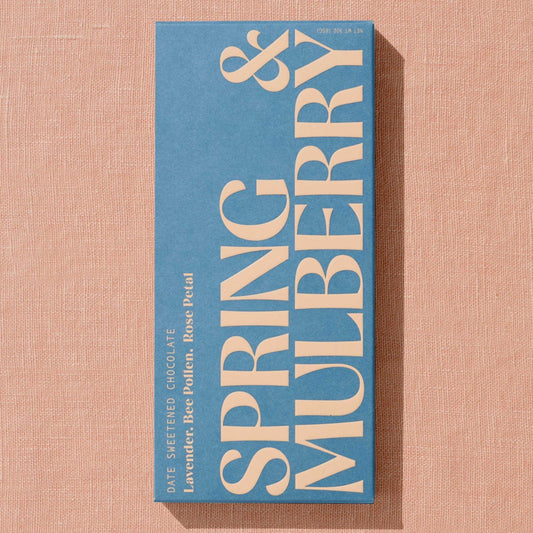 SPRING &
MULBERRY
DATE SWEETENED CHOCOLATE
Lavender, Bee Pollen, Rose Petal